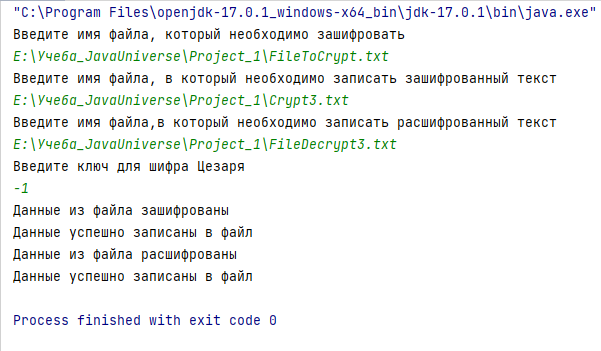 "C:\Program Files\openjdk-17.0.1_windows-x64_bin\jdk-17.0.1\bin\java.exe"
Введите имя файла, который необходимо зашифровать
E:\Учеба_JavaUniverse\Project_1\FileToCrypt.txt
Введите имя файла, в который необходимо записать зашифрованный текст
E:\Учеба_JavaUniverse\Project_1\Crypt3.txt
Введите имя файла,в который необходимо записать расшифрованный текст
E:\Учеба_JavaUniverse\Project_1\FileDecrypt3.txt
Введите ключ для шифра Цезаря
-1
Данные из файла зашифрованы
Данные успешно записаны в файл
Данные из файла расшифрованы
Данные успешно записаны в файл
Process finished with exit code 0